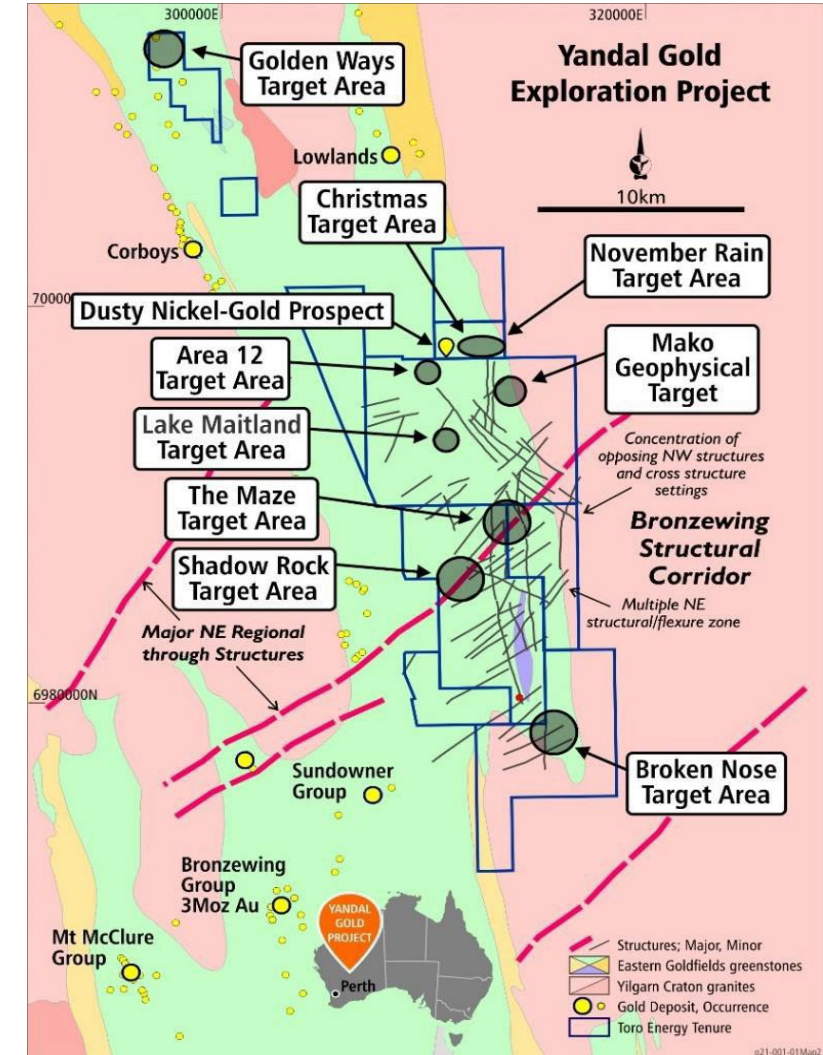 300000E
320000E
Yandal Gold
Exploration Project
Golden Ways
Target Area
Lowlands
10km
Christmas
Target Area
Corboys
November Rain
Target Area
70000
Dusty Nickel-Gold Prospect
Area 12
Target Area
Mako
Geophysical
Target
Lake Maitland
Target Area
Concentration of
opposing NW structures
and cross structure
settings
The Maze
Target Area
Bronzewing
Structural
Corridor
Shadow Rock
Target Area
Multiple NE
structural/flexure zone
Major NE Regional
through Structures
6980000N
Sundowner
Group
Broken Nose
Target Area
Bronzewing
Group
3Moz Au
YANDAL
GOLD
PROJECT
Perth
Mt McClure
Group
Structures; Major, Minor
Eastern Goldfields greenstones
Yilgarn Craton granites
Gold Deposit, Occurrence
Toro Energy Tenure
p21-001-01Map2